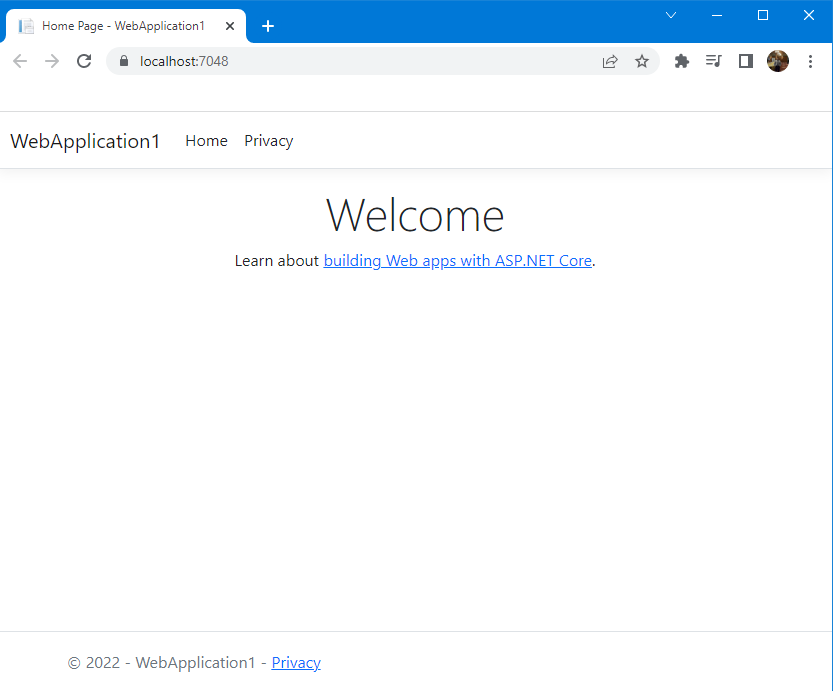 Home Page - WebApplication1
localhost:7048
WebApplication1 Home Privacy
Welcome
Learn about building Web apps with ASP.NET Core.
© 2022 - WebApplication1 - Privacy